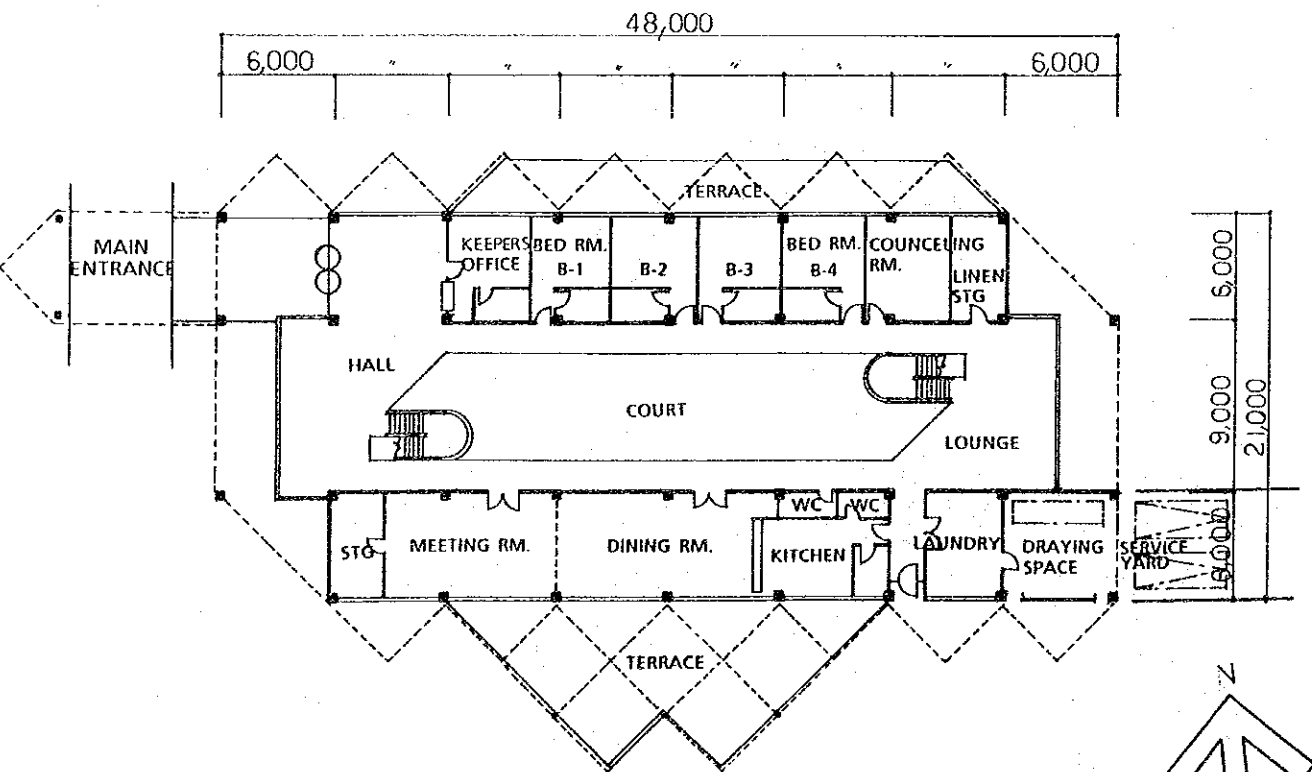 48,000
6,000 〃 〃 〃 〃 〃 〃 6,000
TERRACE
MAIN
ENTRANCE
KEEPERS
OFFICE
BED RM.
B-1
B-2
B-3
BED RM.
B-4
COUNCELING
RM.
LINEN
STG
6,000
HALL
COURT
LOUNGE
9,000
21,000
STG
MEETING RM.
DINING RM.
WC
WC
KITCHEN
LAUNDRY
DRAYING
SPACE
SERVICE
YARD
6,000
TERRACE
N